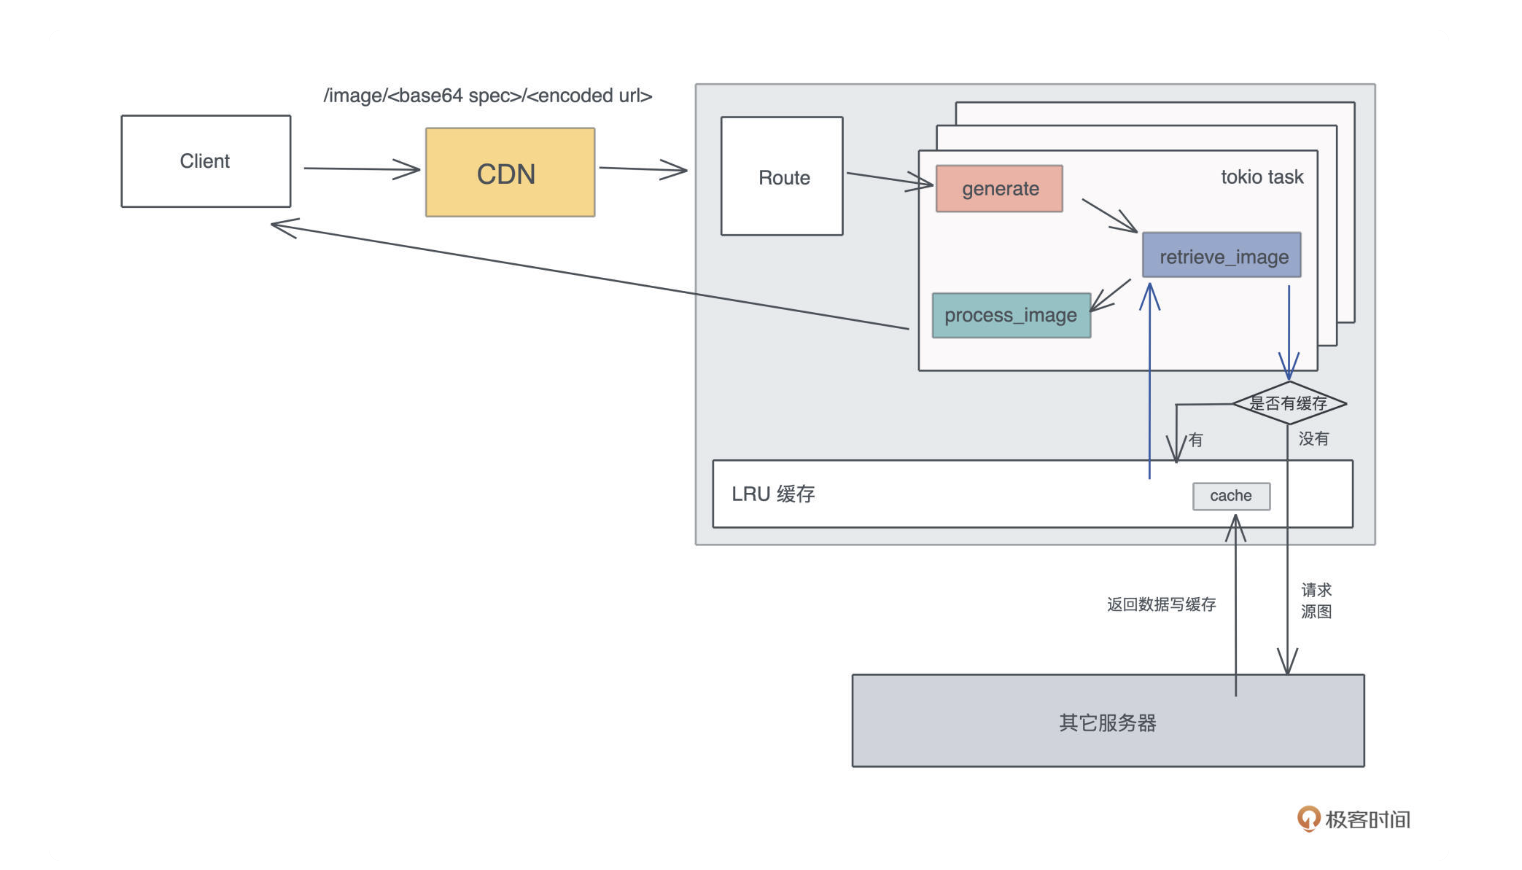 /image/<base64 spec>/<encoded url>
Client
CDN
Route
generate
tokio task
retrieve_image
process_image
是否有缓存
有
没有
LRU 缓存
cache
返回数据写缓存
请求
源图
其它服务器
极客时间